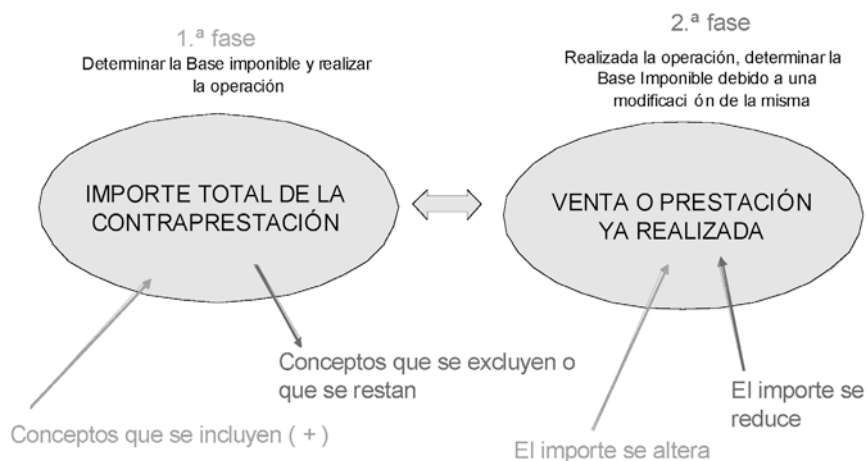 1.ª fase
Determinar la Base imponible y realizar
la operación
IMPORTE TOTAL DE LA
CONTRAPRESTACIÓN
Conceptos que se excluyen o
que se restan
Conceptos que se incluyen ( + )
2.ª fase
Realizada la operación, determinar la
Base Imponible debido a una
modificaci ón de la misma
VENTA O PRESTACIÓN
YA REALIZADA
El importe se
reduce
El importe se altera